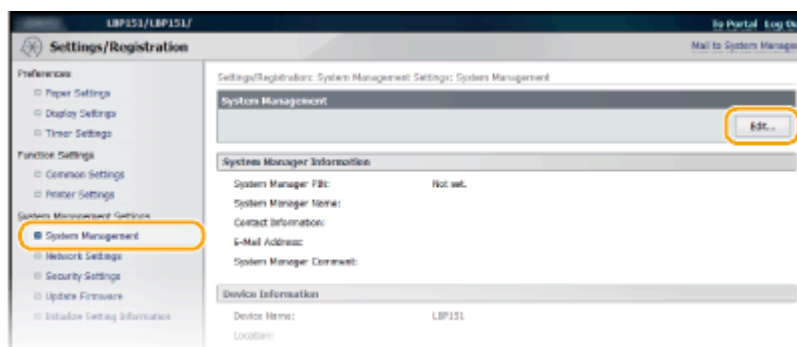 LBP151/LBP151/
To Portal Log Ou
Settings/Registration
Mail to System Manager
Preferences
Paper Settings
Display Settings
Timer Settings
Function Settings
Common Settings
Printer Settings
System Management Settings
System Management
Network Settings
Security Settings
Update Firmware
Initialize Setting Information
Settings/Registration: System Management Settings: System Management
System Management
Edit...
System Manager Information
System Manager PIN: Not set.
System Manager Name:
Contact Information:
E-Mail Address:
System Manager Comment:
Device Information
Device Name: LBP151
Location: